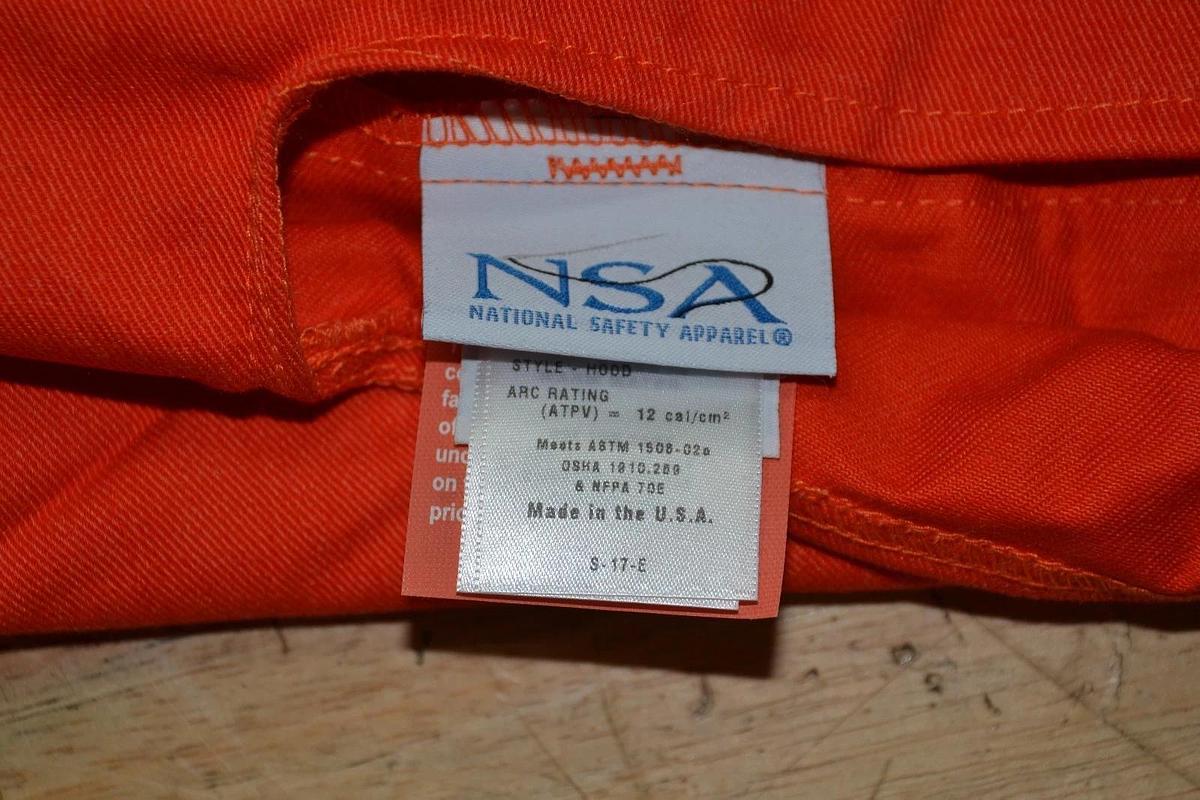 NSA
NATIONAL SAFETY APPAREL®
STYLE - HOOD
ARC RATING
(ATPV) = 12 cal/cm²
Meets ASTM 1506-02a
OSHA 1910.269
& NFPA 70E
Made in the U.S.A.
S-17-E
on